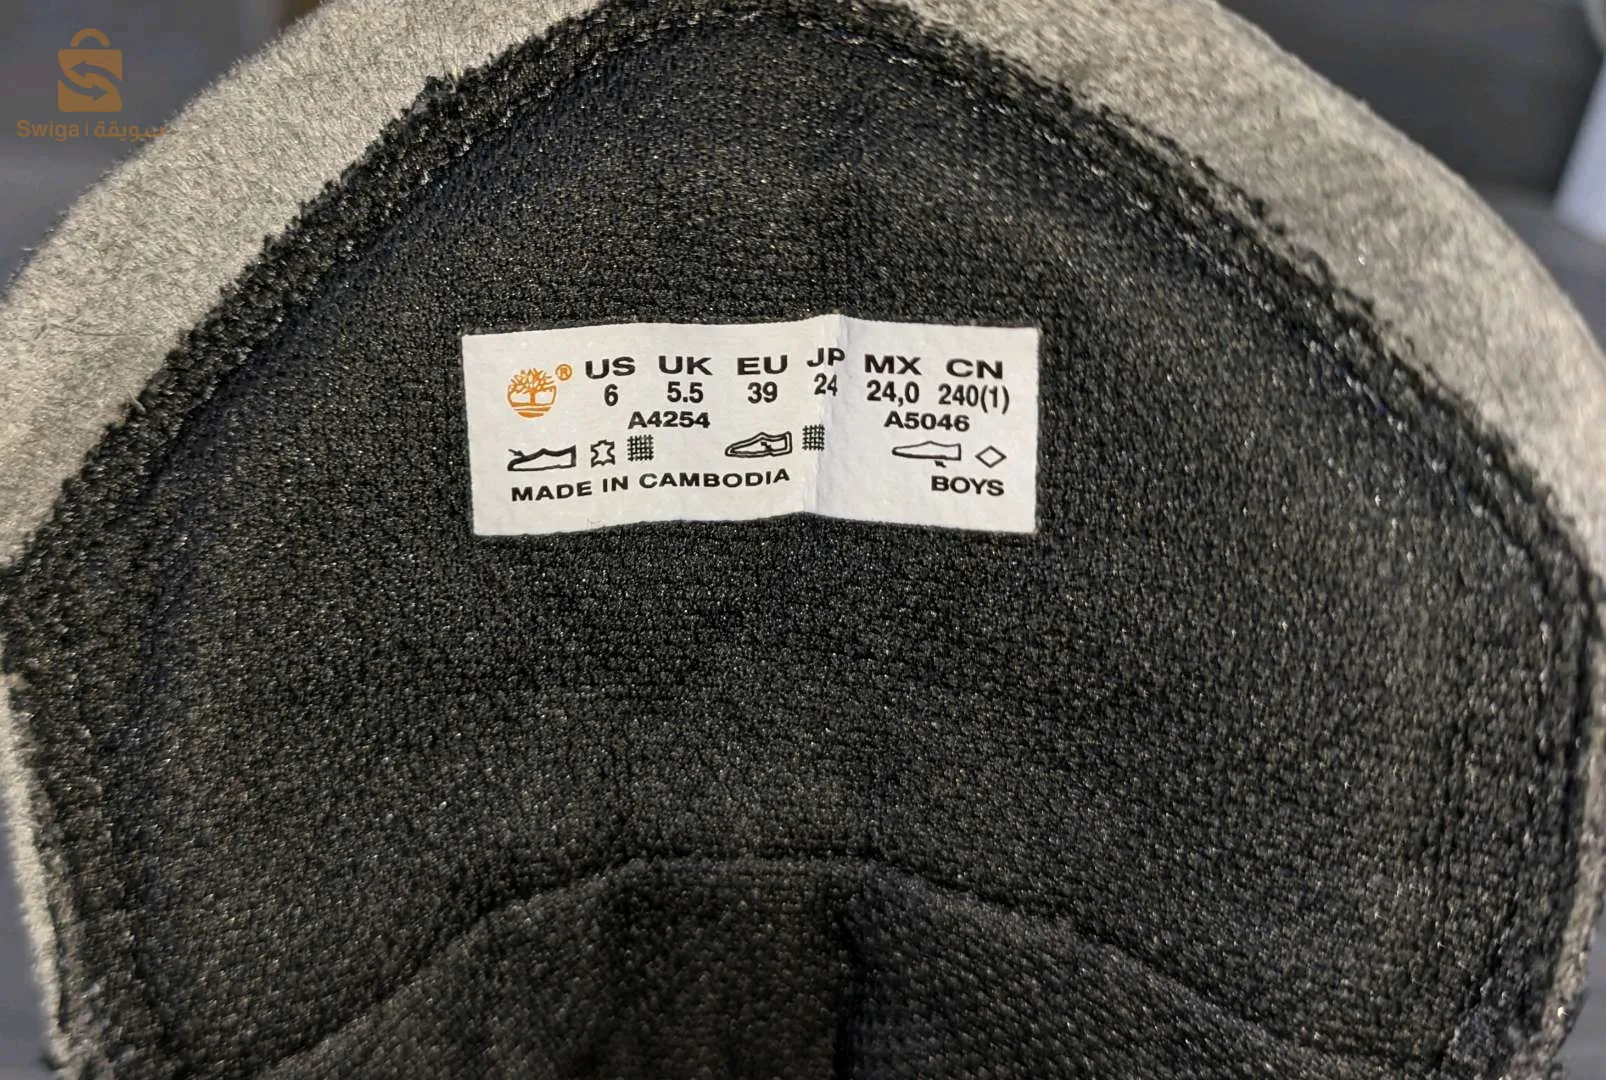 Swiga | سويقة
® US UK EU JP MX CN
6 5.5 39 24 24,0 240(1)
A4254 A5046
MADE IN CAMBODIA BOYS